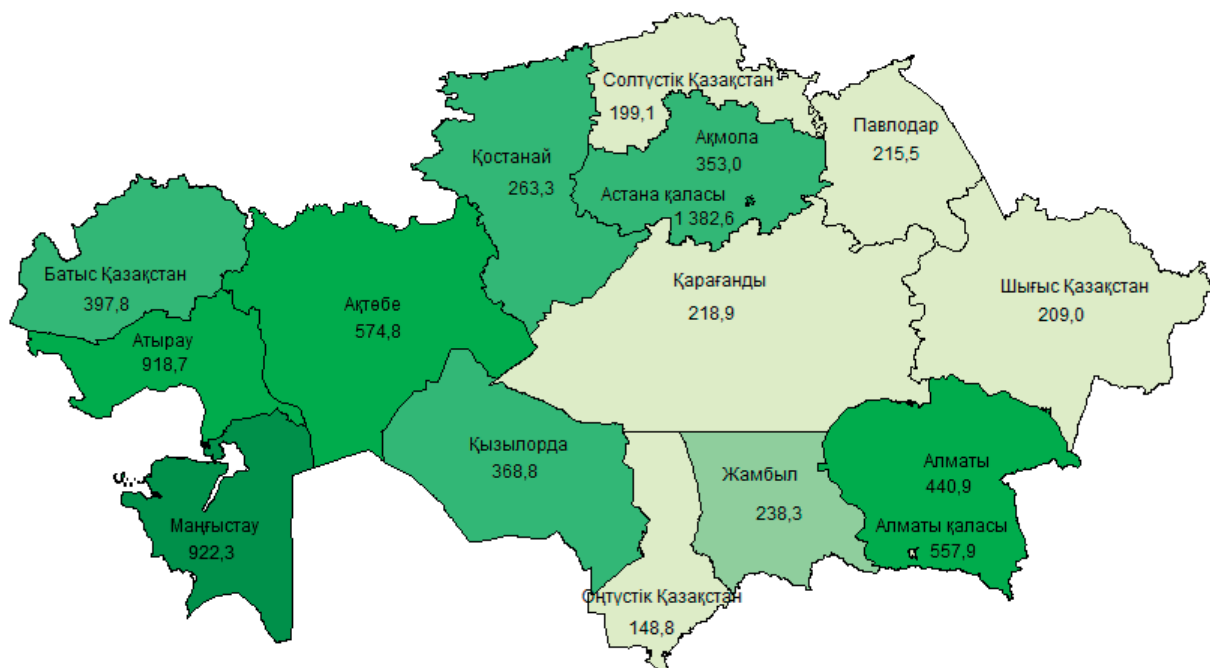 Солтүстік Қазақстан
199,1
Павлодар
215,5
Ақмола
353,0
Қостанай
263,3
Астана қаласы
1 382,6
Батыс Қазақстан
397,8
Ақтөбе
574,8
Қарағанды
218,9
Шығыс Қазақстан
209,0
Атырау
918,7
Қызылорда
368,8
Жамбыл
238,3
Алматы
440,9
Маңғыстау
922,3
Алматы қаласы
557,9
Оңтүстік Қазақстан
148,8